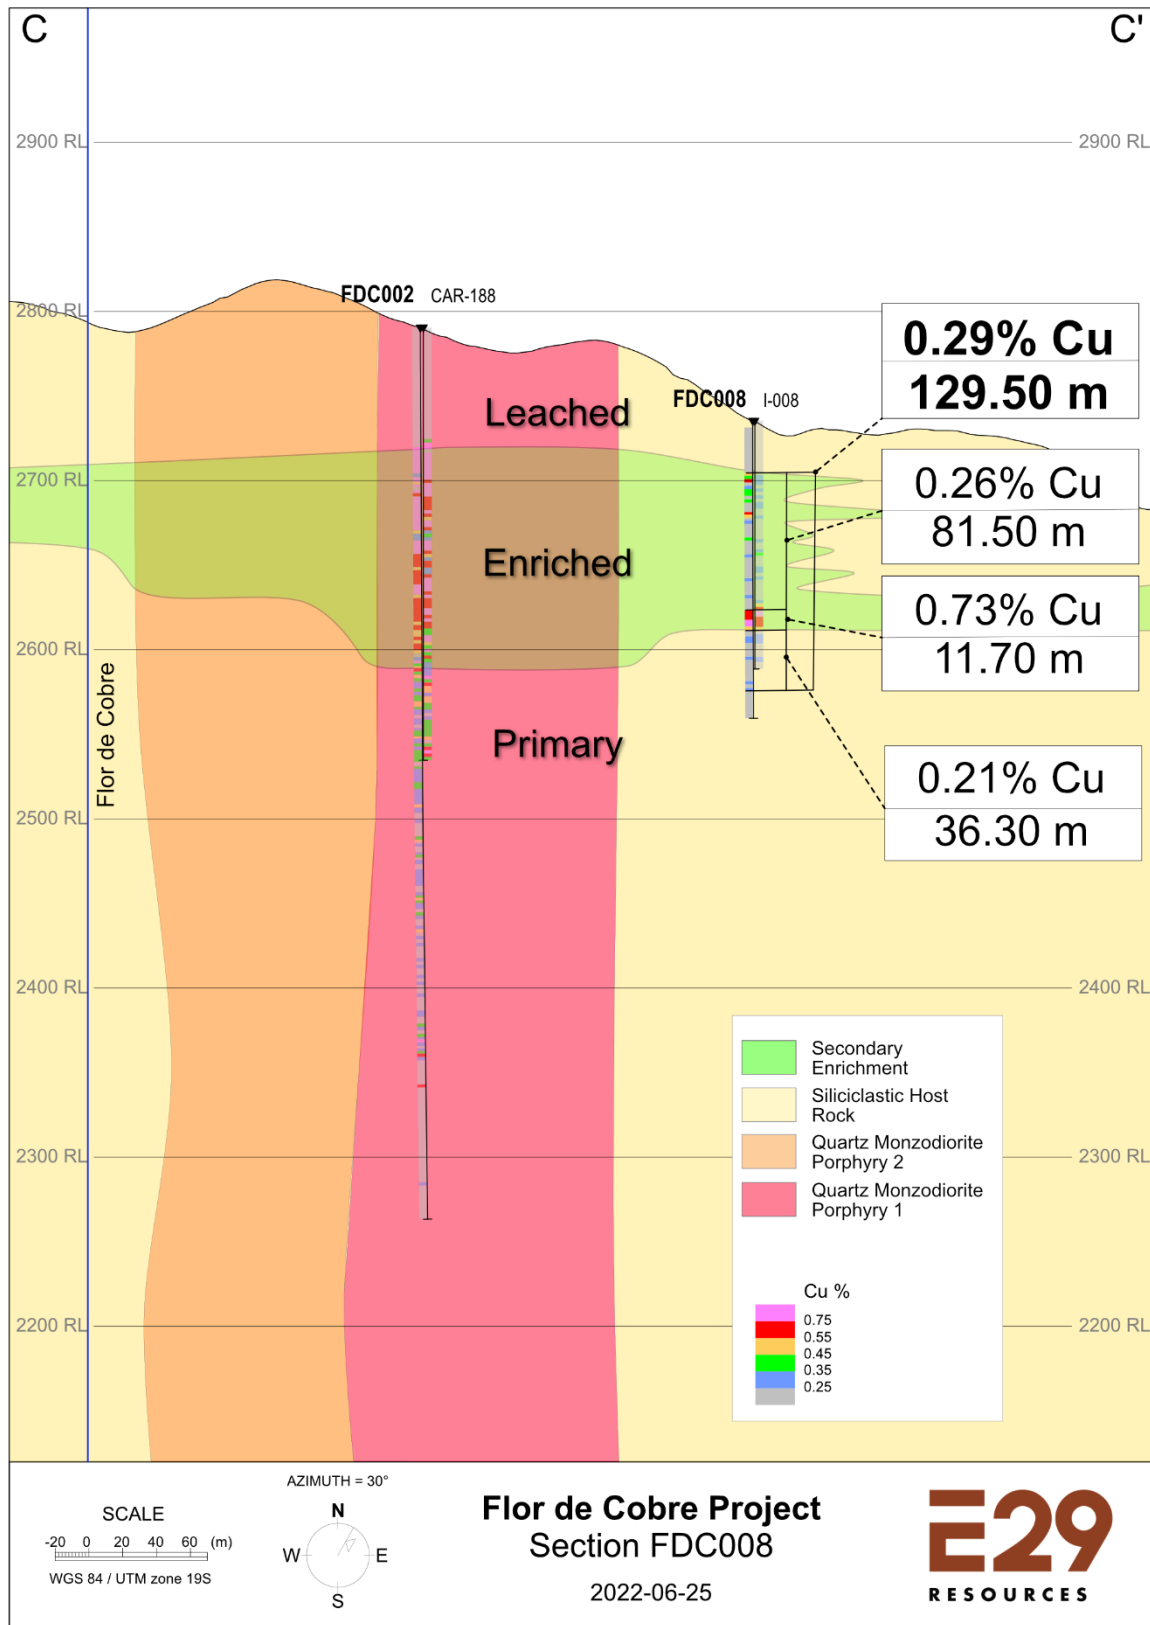 C
C'
2900 RL
2900 RL
2800 RL
FDC002 CAR-188
0.29% Cu
129.50 m
FDC008 I-008
Leached
2700 RL
0.26% Cu
81.50 m
Enriched
0.73% Cu
11.70 m
2600 RL
Flor de Cobre
Primary
0.21% Cu
36.30 m
2500 RL
2400 RL
2400 RL
Secondary
Enrichment
Siliciclastic Host
Rock
Quartz Monzodiorite
Porphyry 2
Quartz Monzodiorite
Porphyry 1
2300 RL
2300 RL
Cu %
0.75
0.55
0.45
0.35
0.25
2200 RL
2200 RL
SCALE
-20 0 20 40 60 (m)
WGS 84 / UTM zone 19S
AZIMUTH = 30°
N
W E
S
Flor de Cobre Project
Section FDC008
2022-06-25
E29
RESOURCES